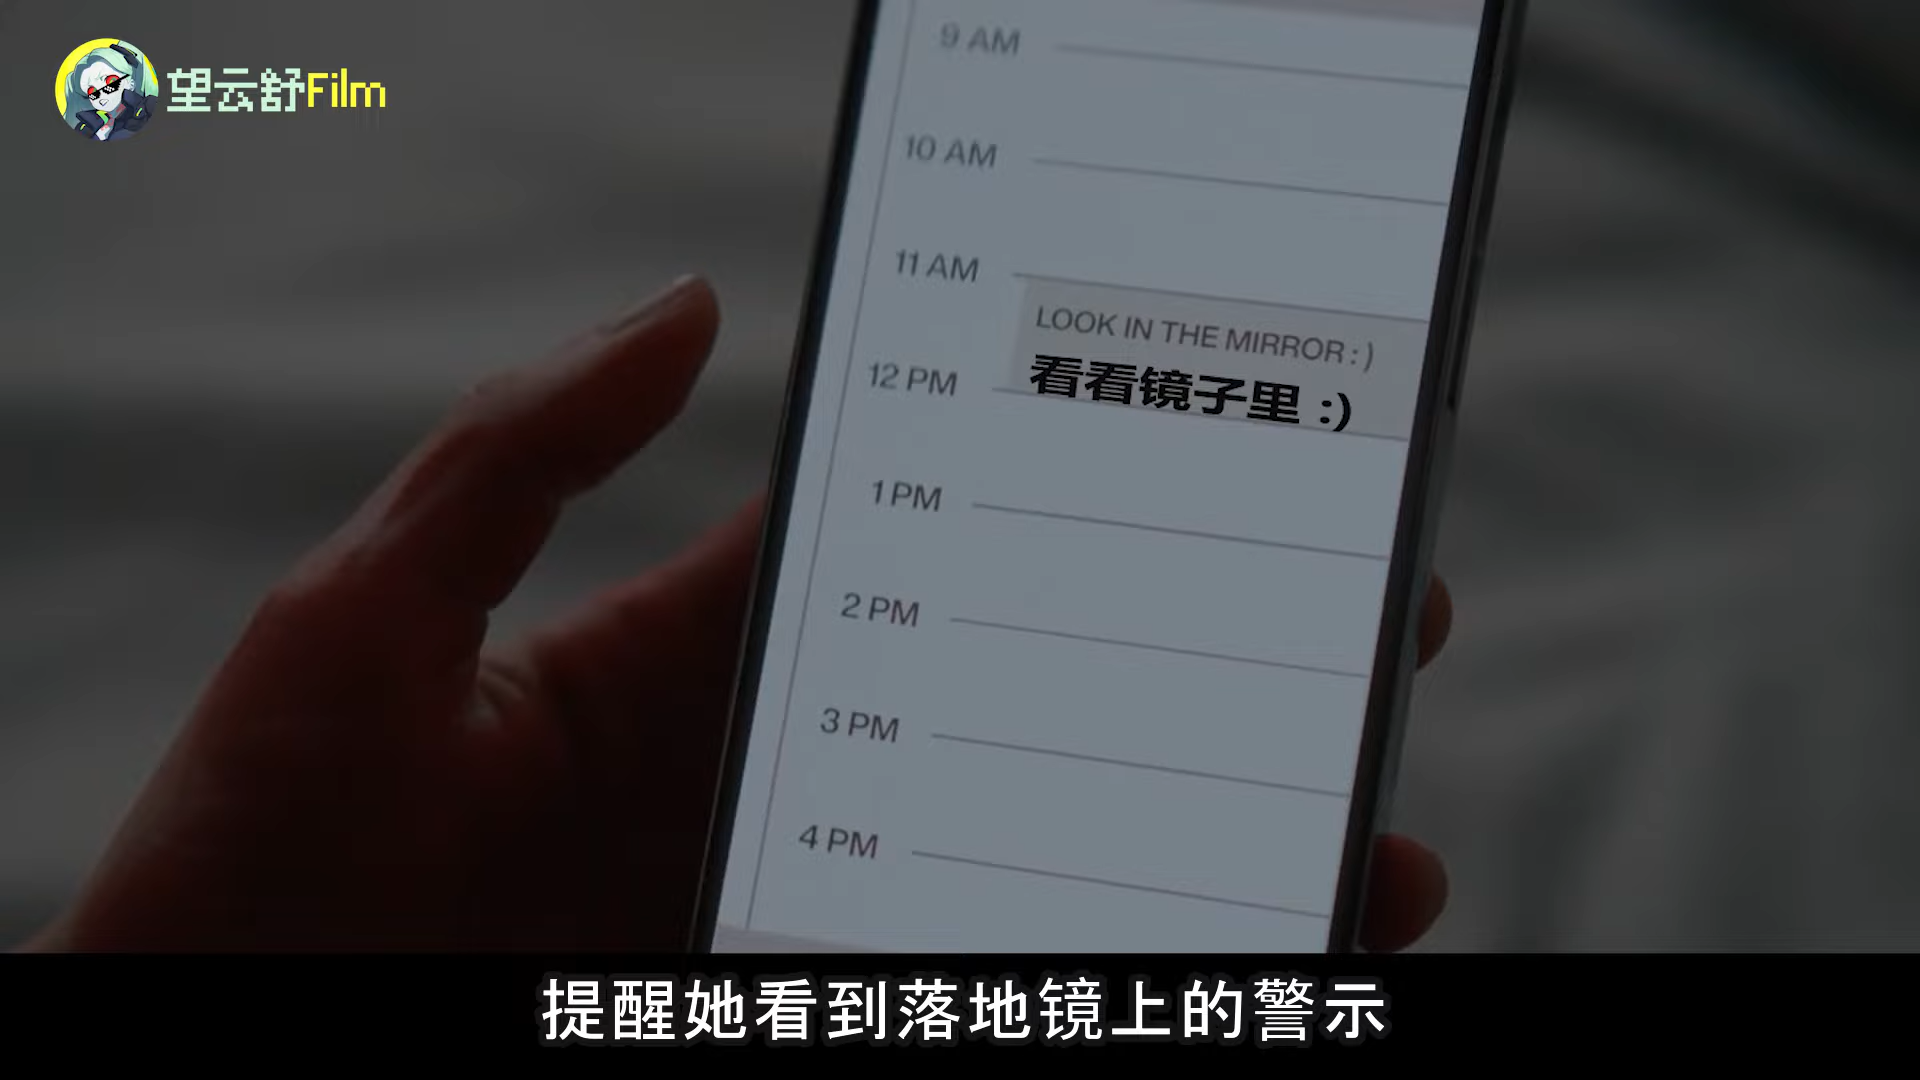 望云舒Film
9 AM
10 AM
11 AM
LOOK IN THE MIRROR : )
看看镜子里 :)
12 PM
1 PM
2 PM
3 PM
4 PM
提醒她看到落地镜上的警示